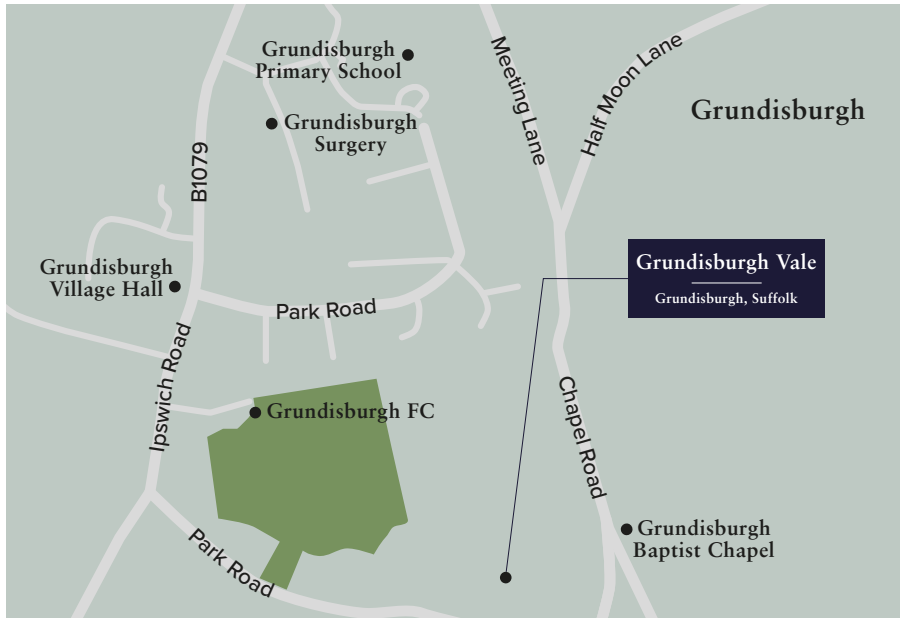 Grundisburgh
Primary School
Meeting Lane
Half Moon Lane
Grundisburgh
Grundisburgh
Surgery
B1079
Grundisburgh
Village Hall
Grundisburgh Vale
Grundisburgh, Suffolk
Park Road
Ipswich Road
Grundisburgh FC
Chapel Road
Grundisburgh
Baptist Chapel
Park Road